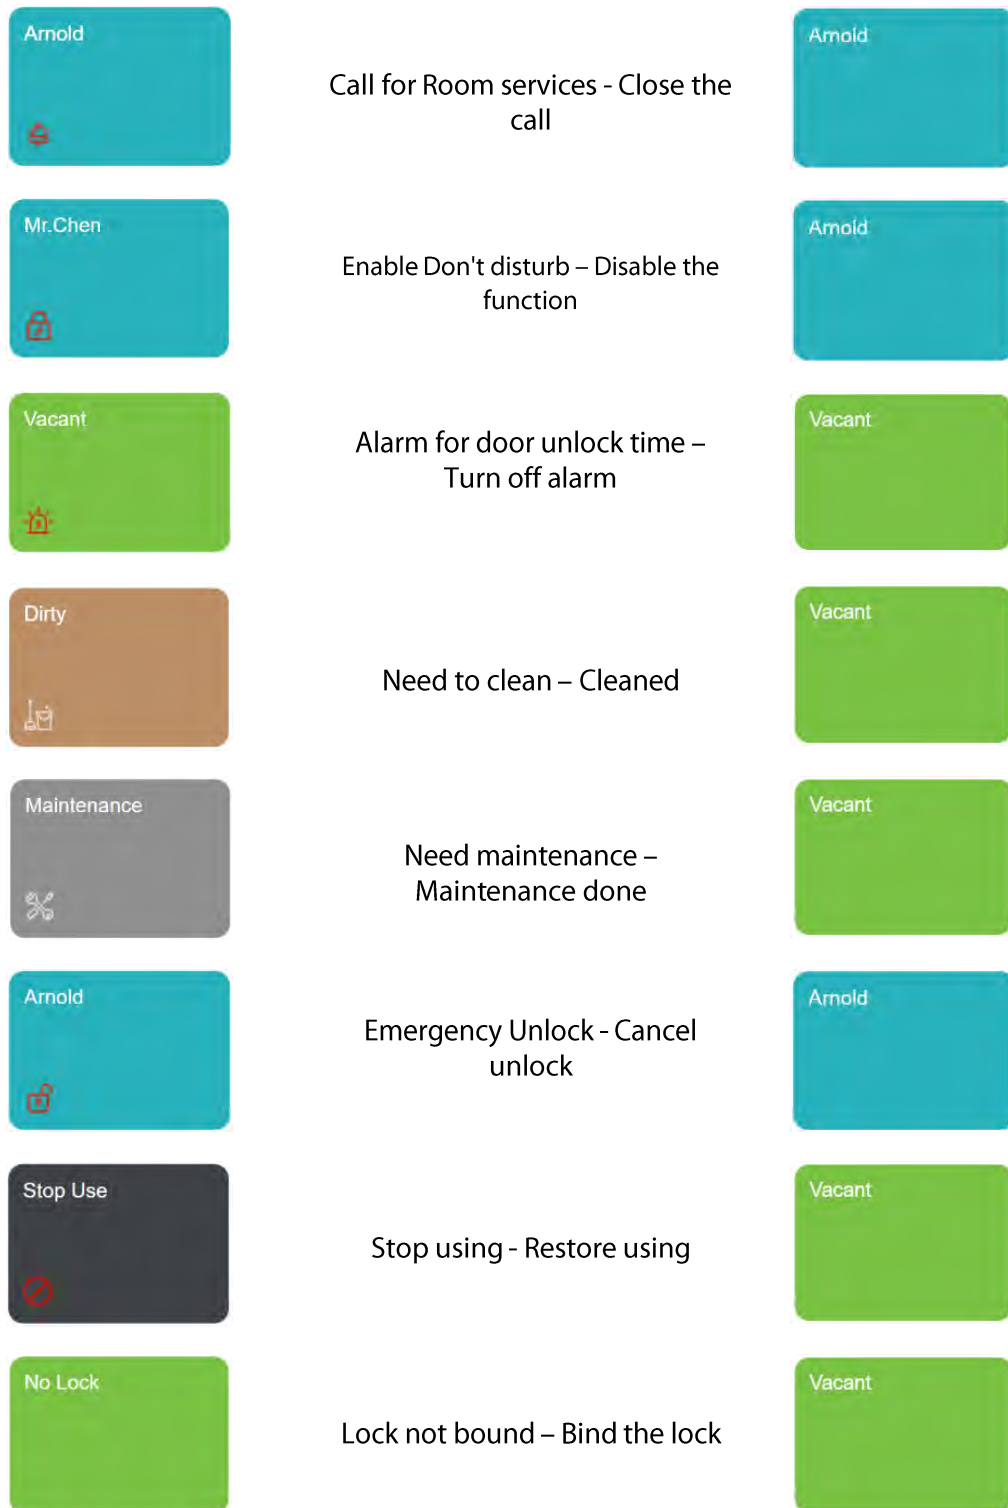 Arnold
Call for Room services - Close the
call
Arnold
Mr.Chen
Enable Don't disturb – Disable the
function
Arnold
Vacant
Alarm for door unlock time –
Turn off alarm
Vacant
Dirty
Need to clean – Cleaned
Vacant
Maintenance
Need maintenance –
Maintenance done
Vacant
Arnold
Emergency Unlock - Cancel
unlock
Arnold
Stop Use
Stop using - Restore using
Vacant
No Lock
Lock not bound – Bind the lock
Vacant